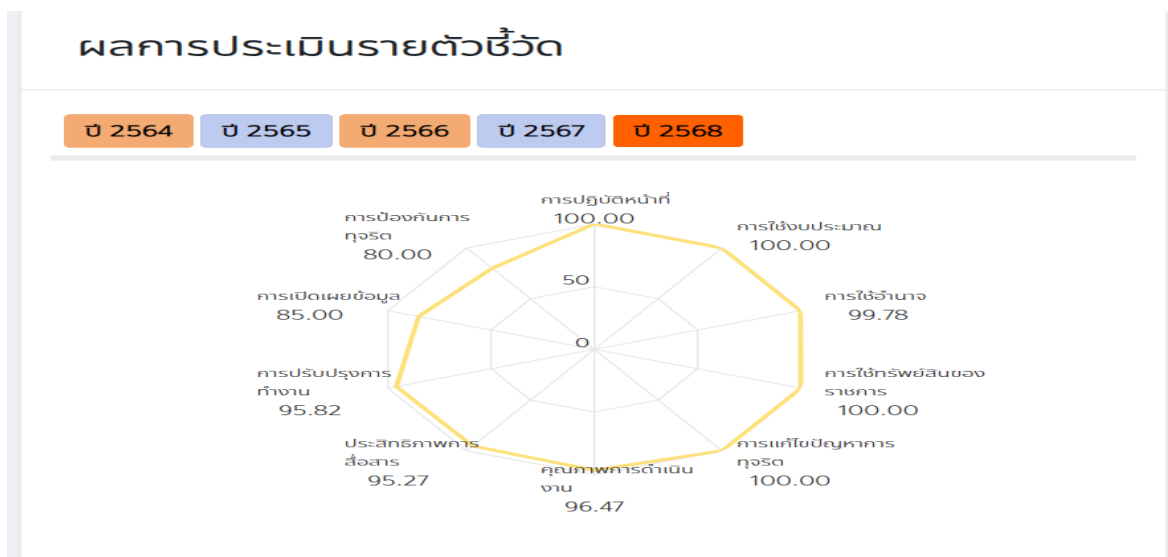 ผลการประเมินรายตัวชี้วัด
ปี 2564
ปี 2565
ปี 2566
ปี 2567
ปี 2568
การปฏิบัติหน้าที่
100.00
การใช้งบประมาณ
100.00
การใช้อำนาจ
99.78
การใช้ทรัพย์สินของ
ราชการ
100.00
การแก้ไขปัญหาการ
ทุจริต
100.00
คุณภาพการดำเนิน
งาน
96.47
ประสิทธิภาพการ
สื่อสาร
95.27
การปรับปรุงการ
ทำงาน
95.82
การเปิดเผยข้อมูล
85.00
การป้องกันการ
ทุจริต
80.00
50
0